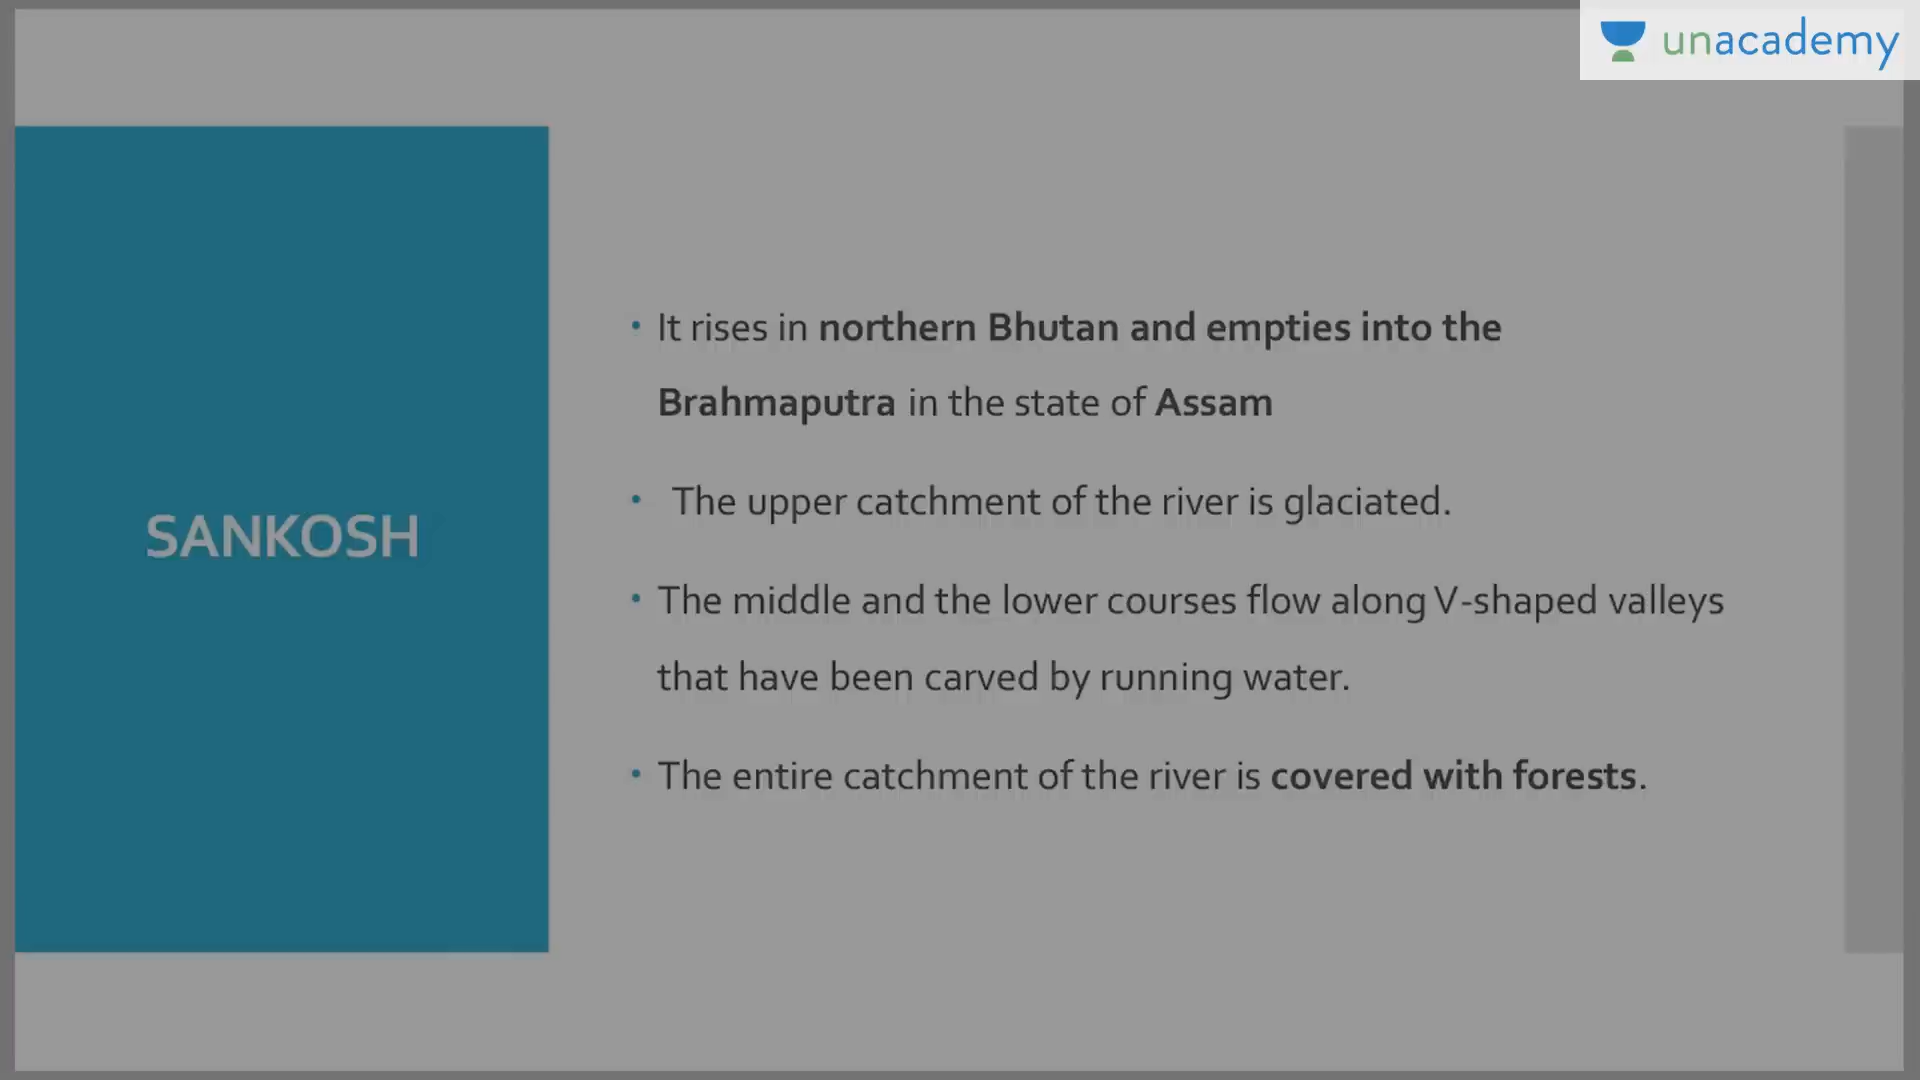 unacademy
SANKOSH
• It rises in northern Bhutan and empties into the
Brahmaputra in the state of Assam
• The upper catchment of the river is glaciated.
• The middle and the lower courses flow along V-shaped valleys
that have been carved by running water.
• The entire catchment of the river is covered with forests.